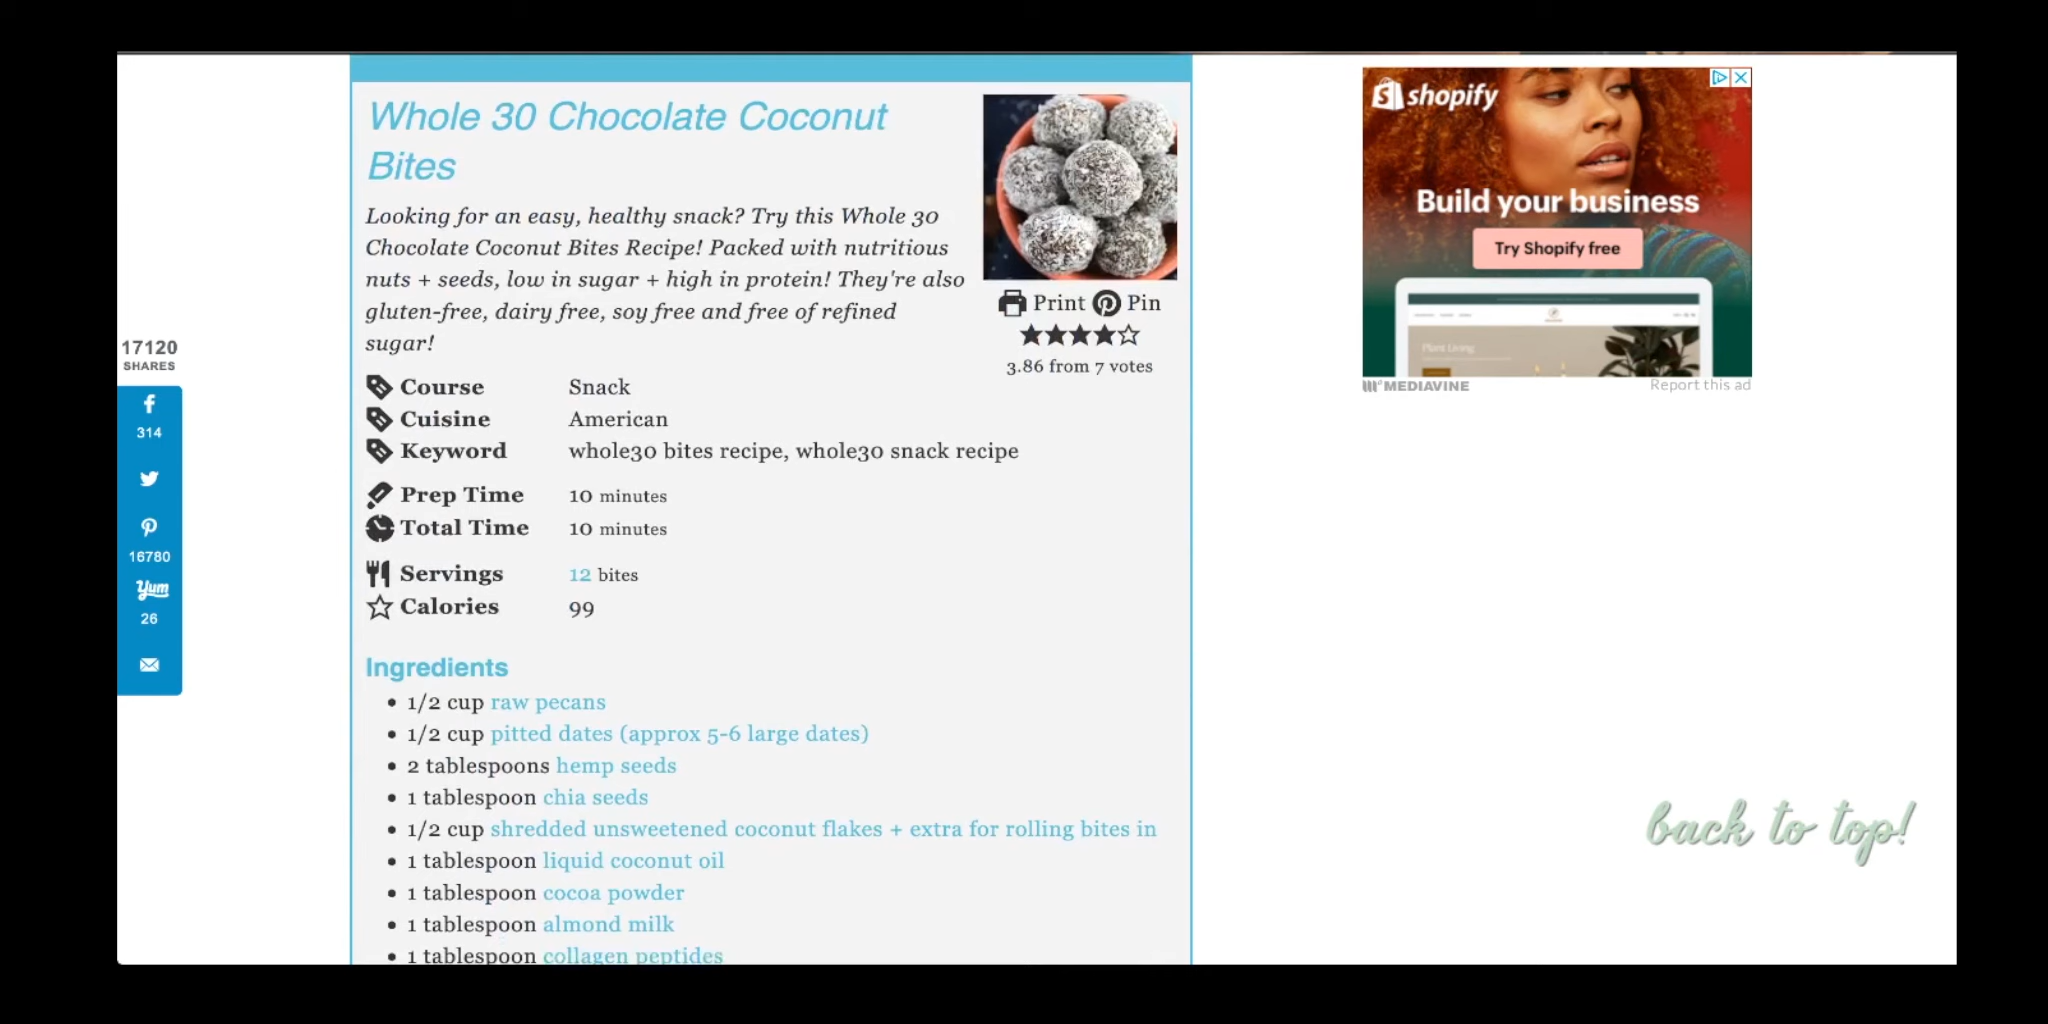 Whole 30 Chocolate Coconut
Bites
Looking for an easy, healthy snack? Try this Whole 30
Chocolate Coconut Bites Recipe! Packed with nutritious
nuts + seeds, low in sugar + high in protein! They're also
gluten-free, dairy free, soy free and free of refined
sugar!
Print Pin
3.86 from 7 votes
Course Snack
Cuisine American
Keyword whole30 bites recipe, whole30 snack recipe
Prep Time 10 minutes
Total Time 10 minutes
Servings 12 bites
Calories 99
Ingredients
• 1/2 cup raw pecans
• 1/2 cup pitted dates (approx 5-6 large dates)
• 2 tablespoons hemp seeds
• 1 tablespoon chia seeds
• 1/2 cup shredded unsweetened coconut flakes + extra for rolling bites in
• 1 tablespoon liquid coconut oil
• 1 tablespoon cocoa powder
• 1 tablespoon almond milk
• 1 tablespoon collagen peptides
17120
SHARES
314
16780
Yum
26
shopify
Build your business
Try Shopify free
Plant Living
MEDIAVINE
Report this ad
back to top!